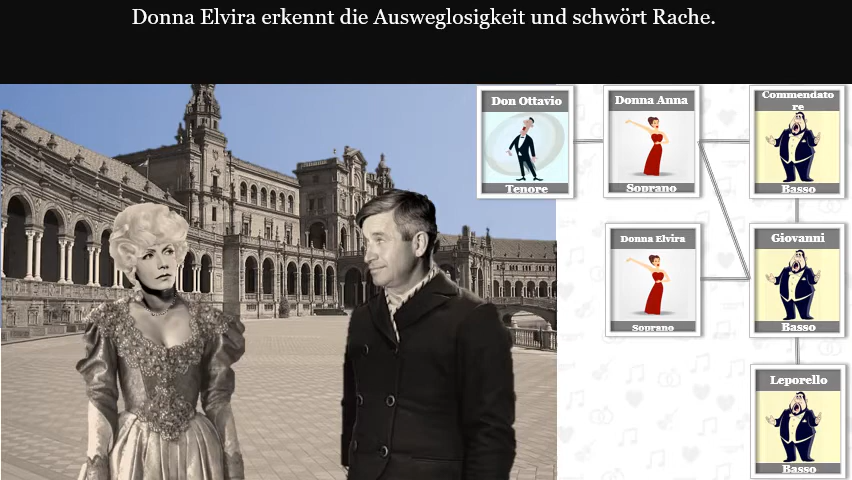 Donna Elvira erkennt die Ausweglosigkeit und schwört Rache.
Don Ottavio
Tenore
Donna Anna
Soprano
Commendato
re
Basso
Donna Elvira
Soprano
Giovanni
Basso
Leporello
Basso